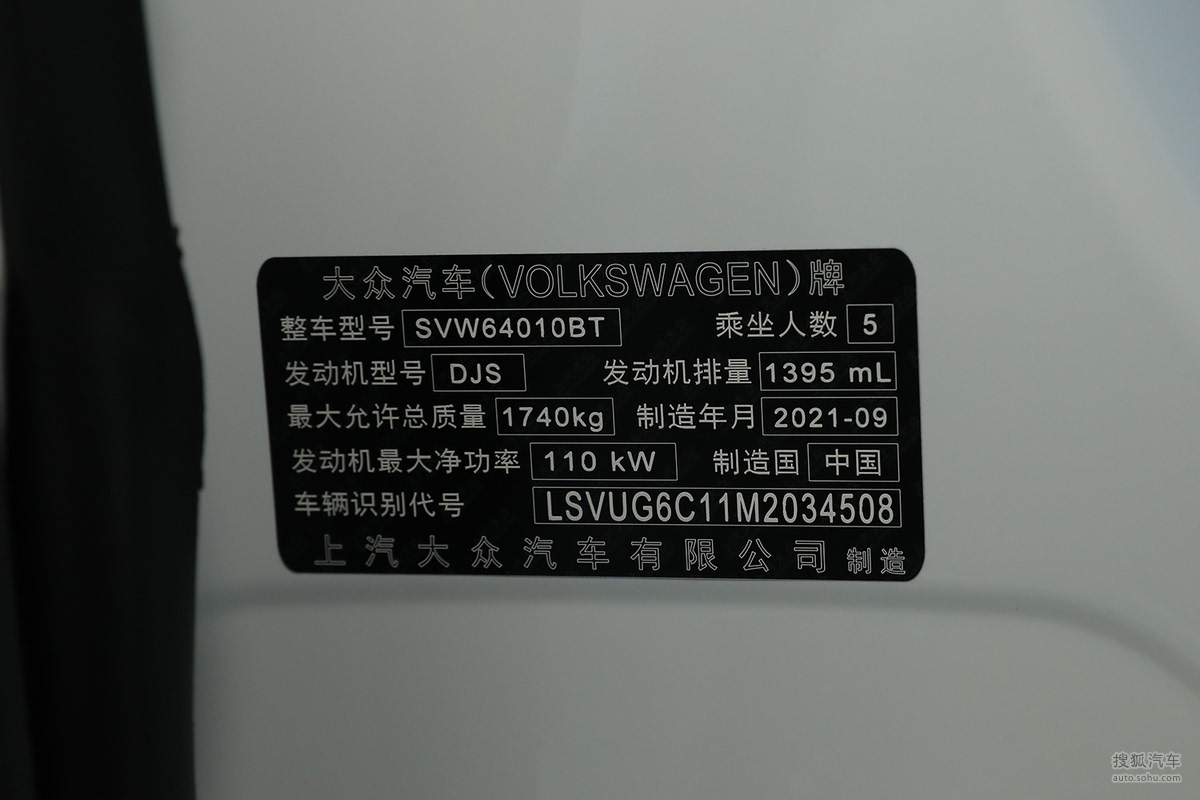 大众汽车(VOLKSWAGEN)牌
整车型号 SVW64010BT 乘坐人数 5
发动机型号 DJS 发动机排量 1395 mL
最大允许总质量 1740kg 制造年月 2021-09
发动机最大净功率 110 kW 制造国 中国
车辆识别代号 LSVUG6C11M2034508
上汽大众汽车有限公司 制造
搜狐汽车
auto.sohu.com